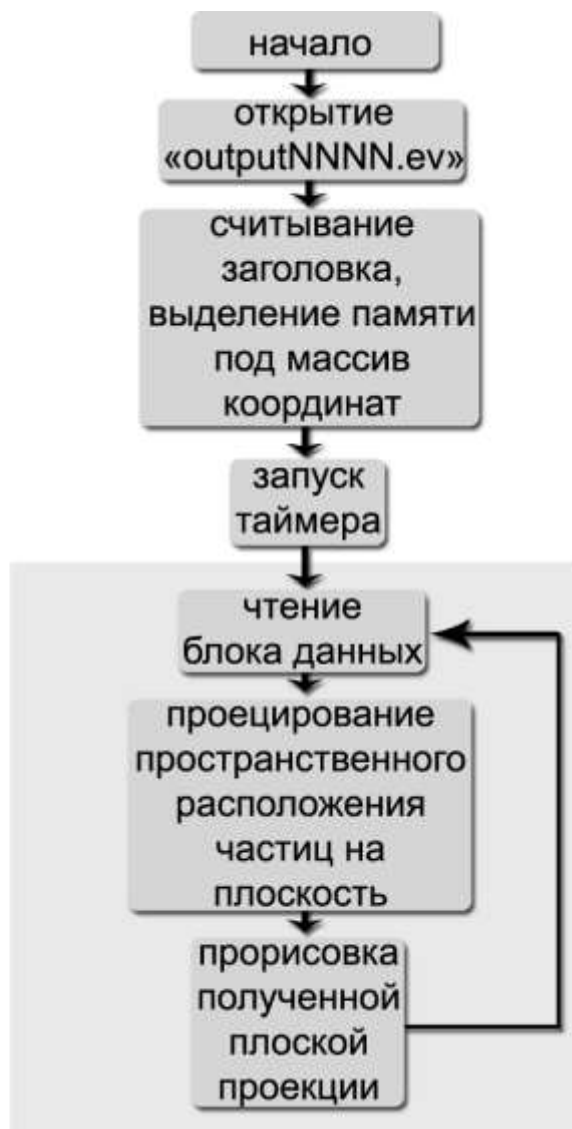 начало
открытие
«outputNNNN.ev»
считывание
заголовка,
выделение памяти
под массив
координат
запуск
таймера
чтение
блока данных
проецирование
пространственного
расположения
частиц на
плоскость
прорисовка
полученной
плоской
проекции